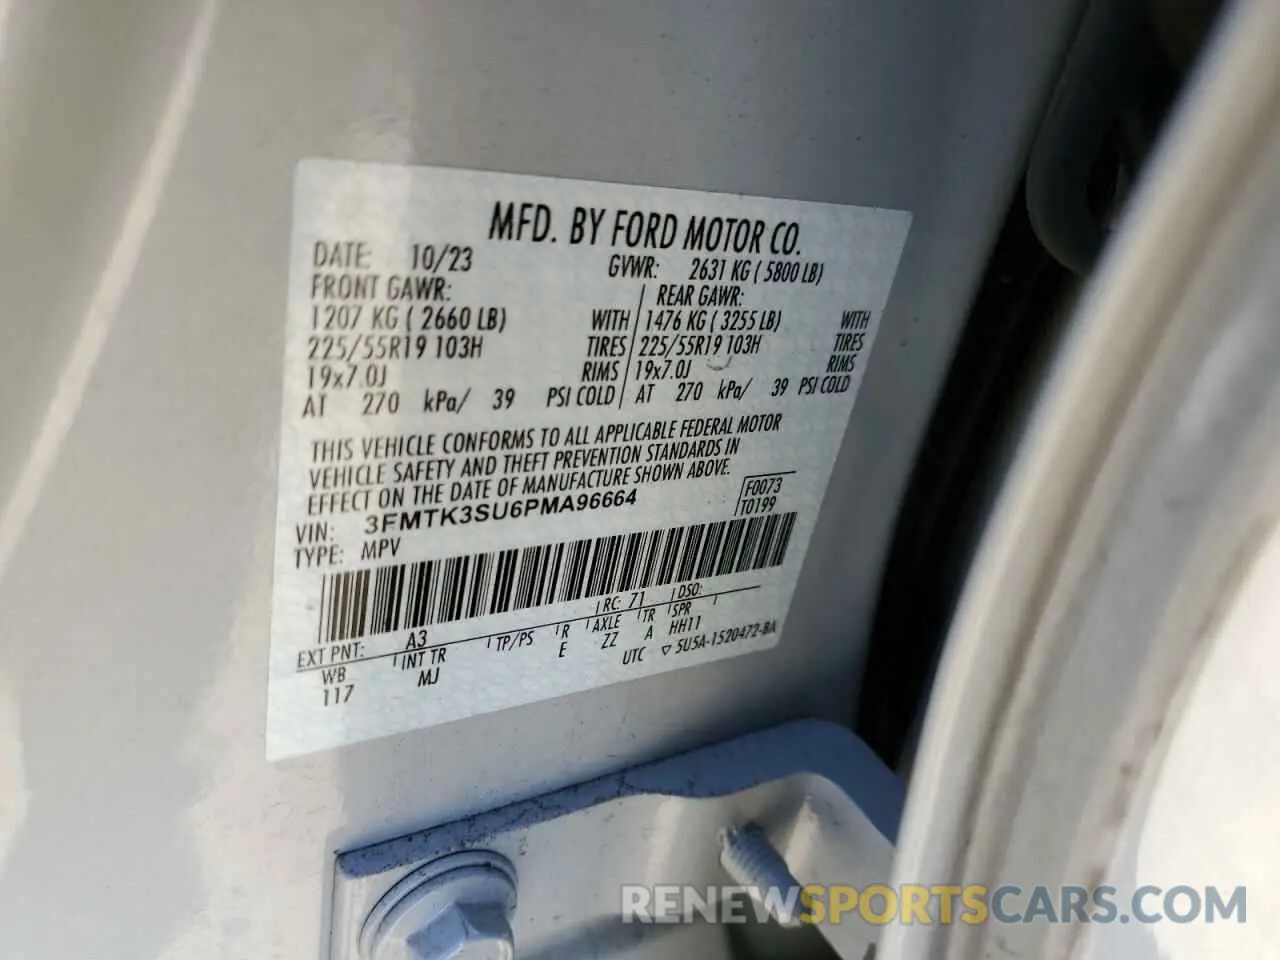 MFD. BY FORD MOTOR CO.
DATE: 10/23 GVWR: 2631 KG ( 5800 LB)
FRONT GAWR: REAR GAWR:
1207 KG ( 2660 LB) WITH 1476 KG ( 3255 LB) WITH
225/55R19 103H TIRES 225/55R19 103H TIRES
19x7.0J RIMS 19x7.0J RIMS
AT 270 kPa/ 39 PSI COLD AT 270 kPa/ 39 PSI COLD
THIS VEHICLE CONFORMS TO ALL APPLICABLE FEDERAL MOTOR
VEHICLE SAFETY AND THEFT PREVENTION STANDARDS IN
EFFECT ON THE DATE OF MANUFACTURE SHOWN ABOVE.
VIN: 3FMTK3SU6PMA96664 F0073
TYPE: MPV T0199
EXT PNT: A3 RC: 71 DSO:
WB INT TR TP/PS R AXLE TR SPR
117 MJ E ZZ A HH11
UTC ▽ 5U5A-1520472-BA
RENEWSPORTSCARS.COM-W8